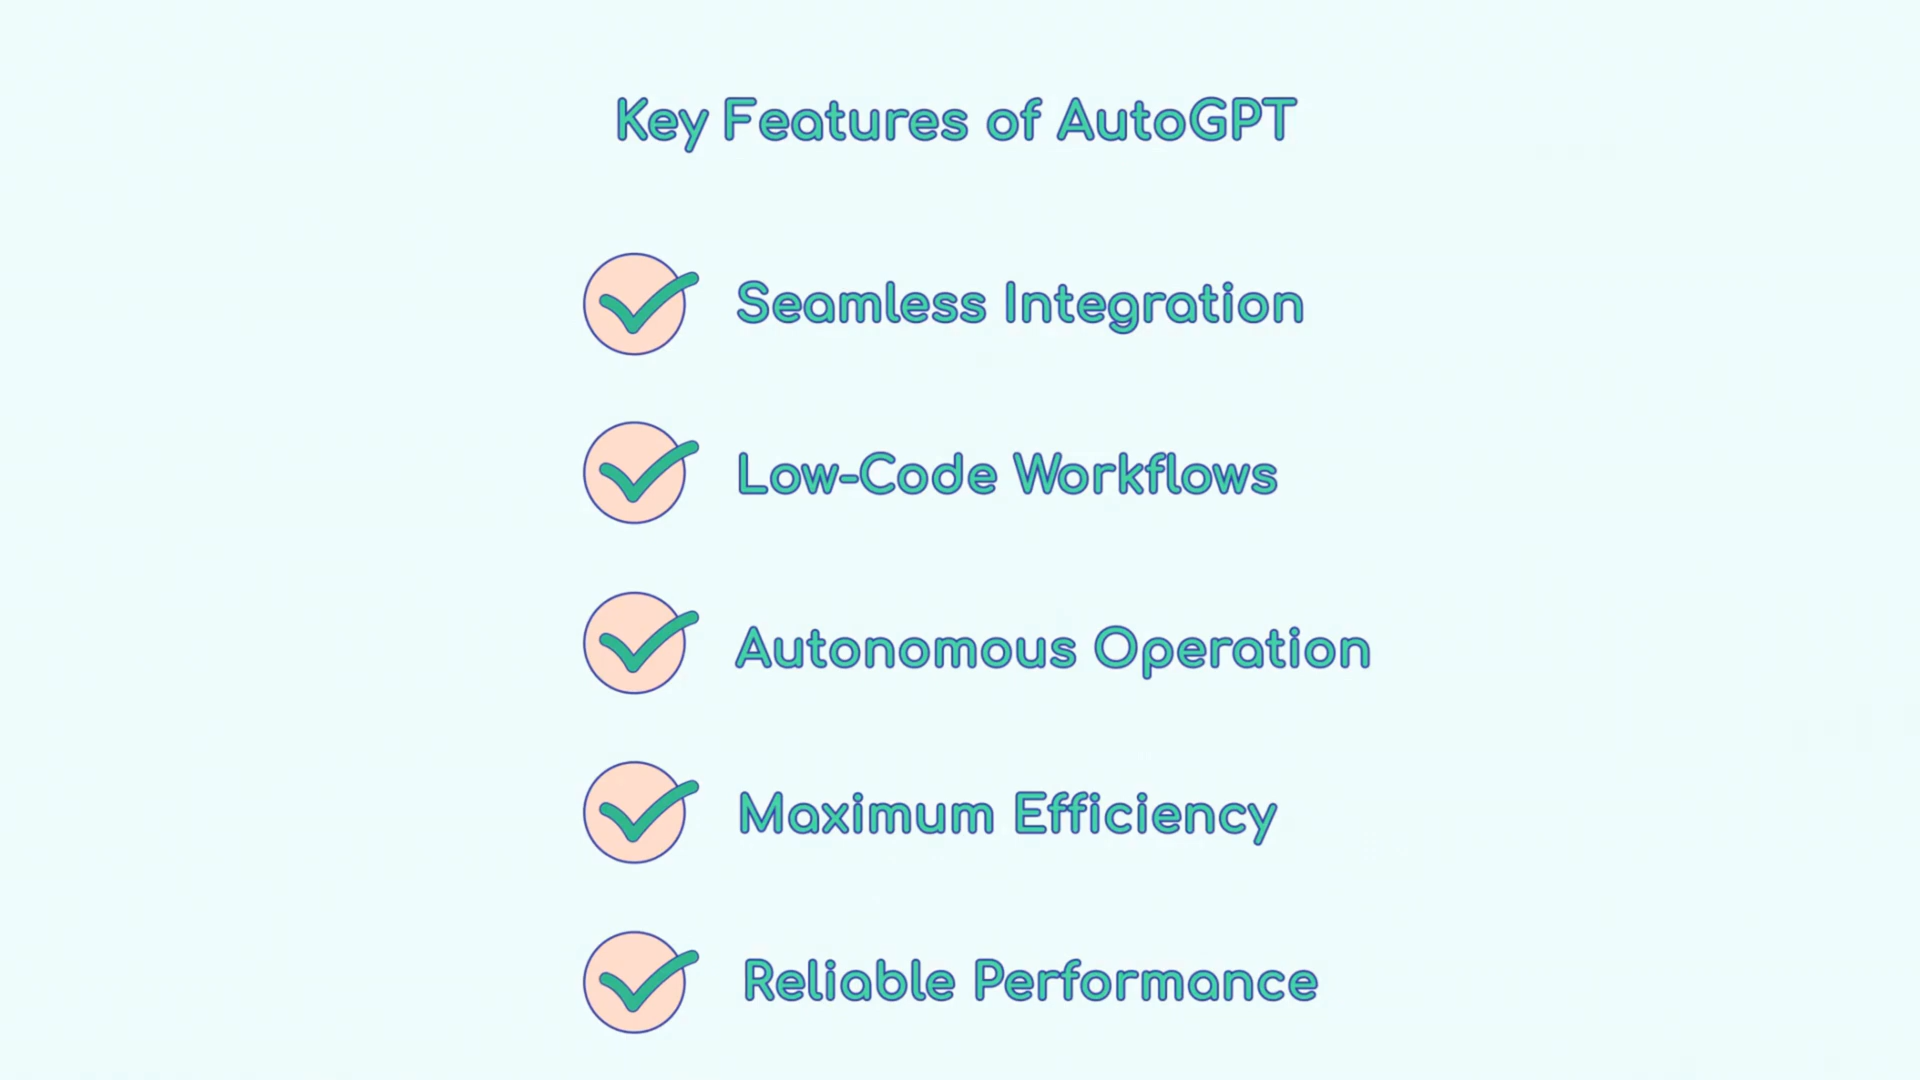 Key Features of AutoGPT
Seamless Integration
Low-Code Workflows
Autonomous Operation
Maximum Efficiency
Reliable Performance